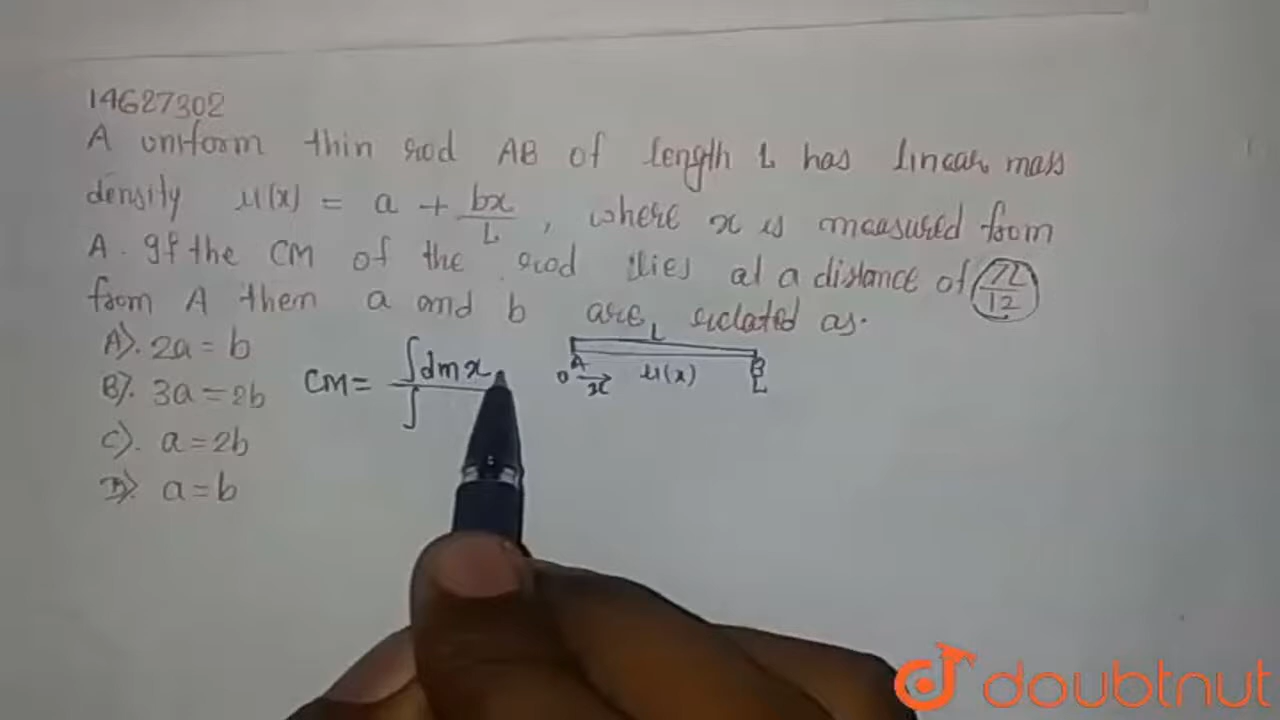 14627302
A uniform thin rod AB of length L has linear mass
density μ(x) = a + bx/L, where x is measured from
A. If the CM of the rod lies at a distance of 7L/12
from A then a and b are related as.
A). 2a = b
B). 3a = 2b
C). a = 2b
D). a = b
CM = ∫dm x / ∫
L
A B
0 x μ(x) L
doubtnut